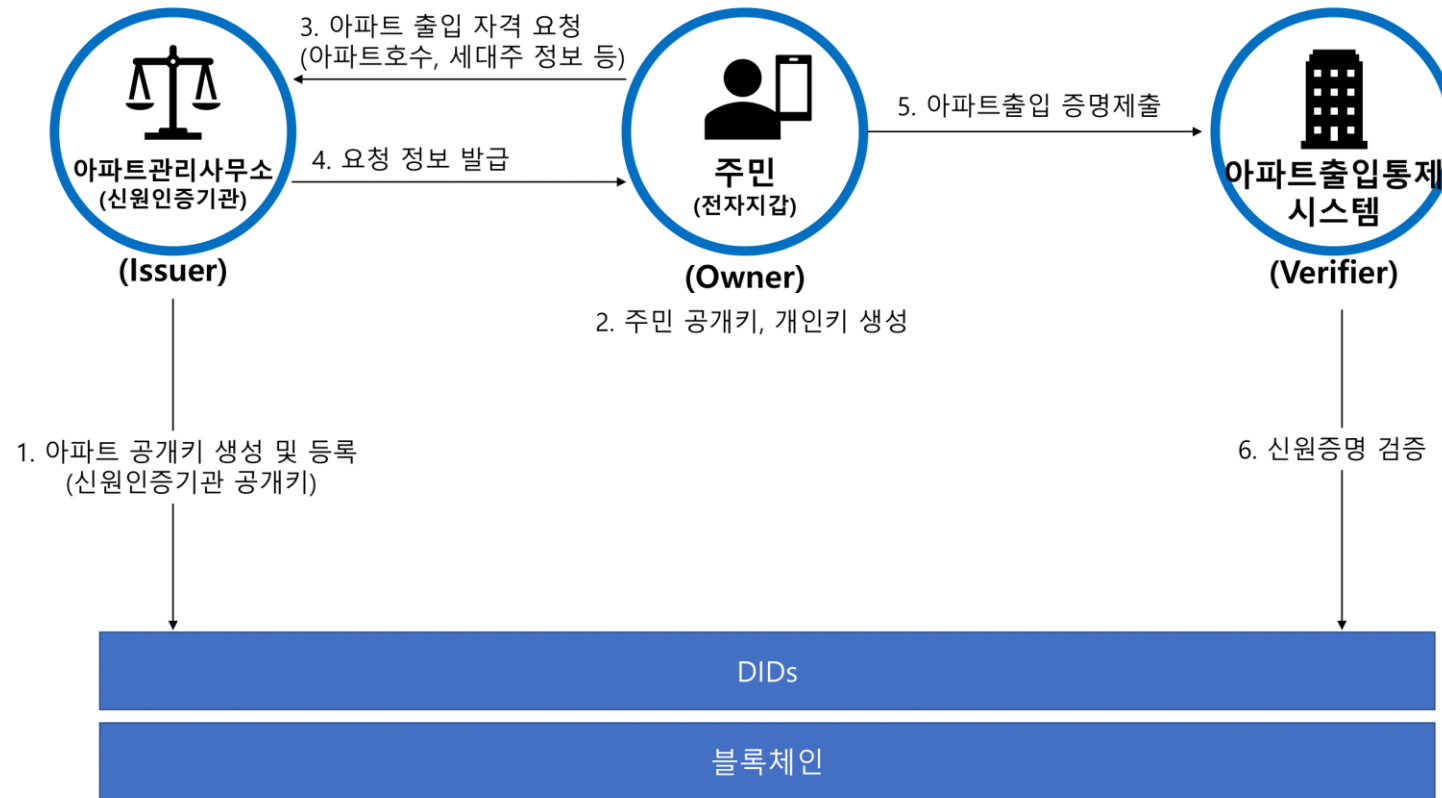 3. 아파트 출입 자격 요청
(아파트호수, 세대주 정보 등)
4. 요청 정보 발급
5. 아파트출입 증명제출
아파트관리사무소
(신원인증기관)
(Issuer)
주민
(전자지갑)
(Owner)
2. 주민 공개키, 개인키 생성
아파트출입통제
시스템
(Verifier)
1. 아파트 공개키 생성 및 등록
(신원인증기관 공개키)
6. 신원증명 검증
DIDs
블록체인